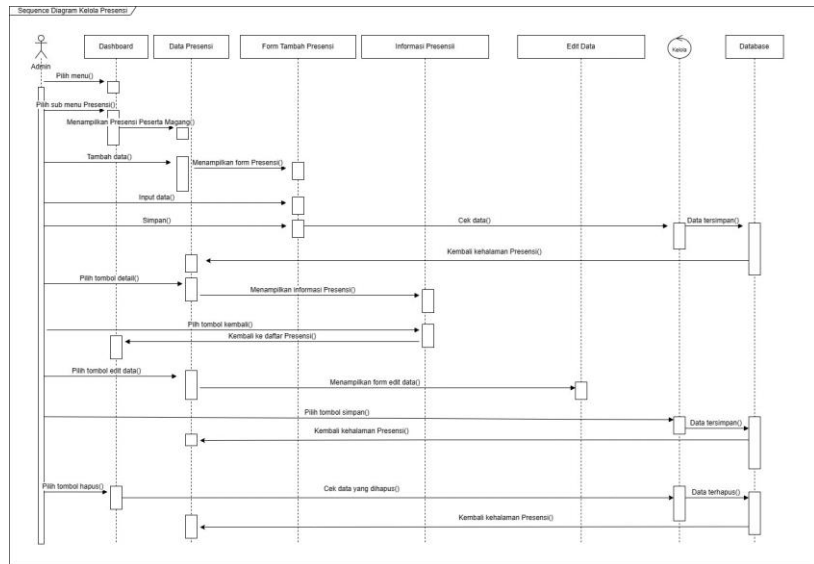 Sequence Diagram Kelola Presensi
Dashboard
Data Presensi
Form Tambah Presensi
Informasi Presensii
Edit Data
Kelola
Database
Admin
Pilih menu()
Pilih sub menu Presensi()
Menampilkan Presensi Peserta Magang()
Tambah data()
Menampilkan form Presensi()
Input data()
Simpan()
Cek data()
Data tersimpan()
Kembali kehalaman Presensi()
Pilih tombol detail()
Menampilkan informasi Presensi()
Pilh tombol kembali()
Kembali ke daftar Presensi()
Pilih tombol edit data()
Menampilkan form edit data()
Pilih tombol simpan()
Data tersimpan()
Kembali kehalaman Presensi()
Pilih tombol hapus()
Cek data yang dihapus()
Data terhapus()
Kembali kehalaman Presensi()